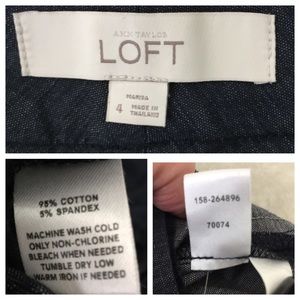 ANN TAYLOR
LOFT
MARISA
4
MADE IN
THAILAND
95% COTTON
5% SPANDEX
MACHINE WASH COLD
ONLY NON-CHLORINE
BLEACH WHEN NEEDED
TUMBLE DRY LOW
WARM IRON IF NEEDED
158-264896
70074